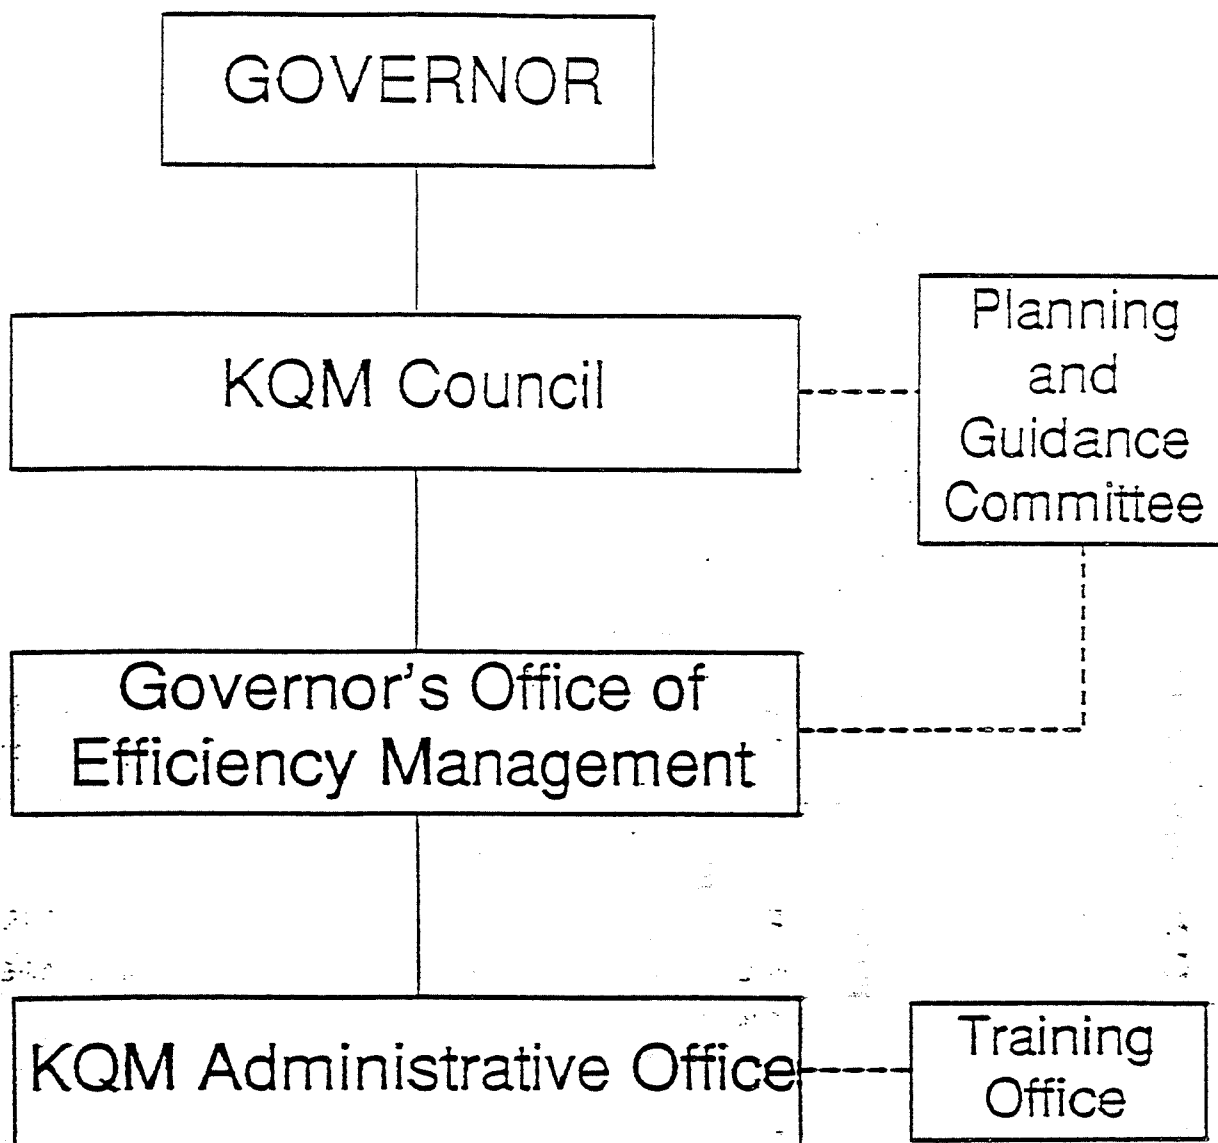 GOVERNOR
KQM Council
Planning
and
Guidance
Committee
Governor's Office of
Efficiency Management
KQM Administrative Office
Training
Office